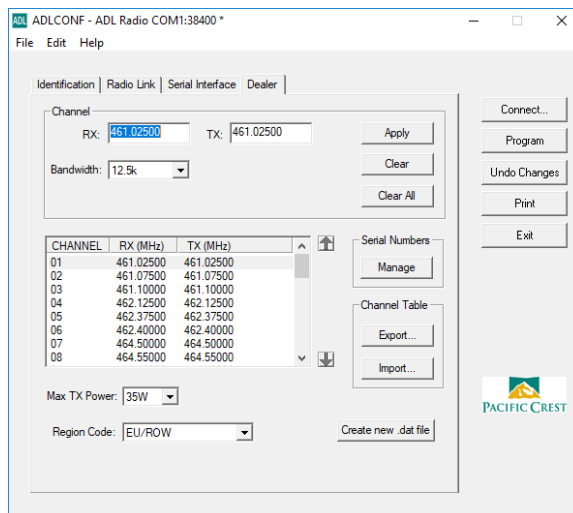 ADL ADLCONF - ADL Radio COM1:38400 *
File Edit Help
Identification Radio Link Serial Interface Dealer
Channel
RX: 461.02500 TX: 461.02500
Bandwidth: 12.5k
Apply
Clear
Clear All
CHANNEL RX (MHz) TX (MHz)
01 461.02500 461.02500
02 461.07500 461.07500
03 461.10000 461.10000
04 462.12500 462.12500
05 462.37500 462.37500
06 462.40000 462.40000
07 464.50000 464.50000
08 464.55000 464.55000
Serial Numbers
Manage
Channel Table
Export...
Import...
Max TX Power: 35W
Region Code: EU/ROW
Create new .dat file
Connect...
Program
Undo Changes
Print
Exit
PACIFIC CREST